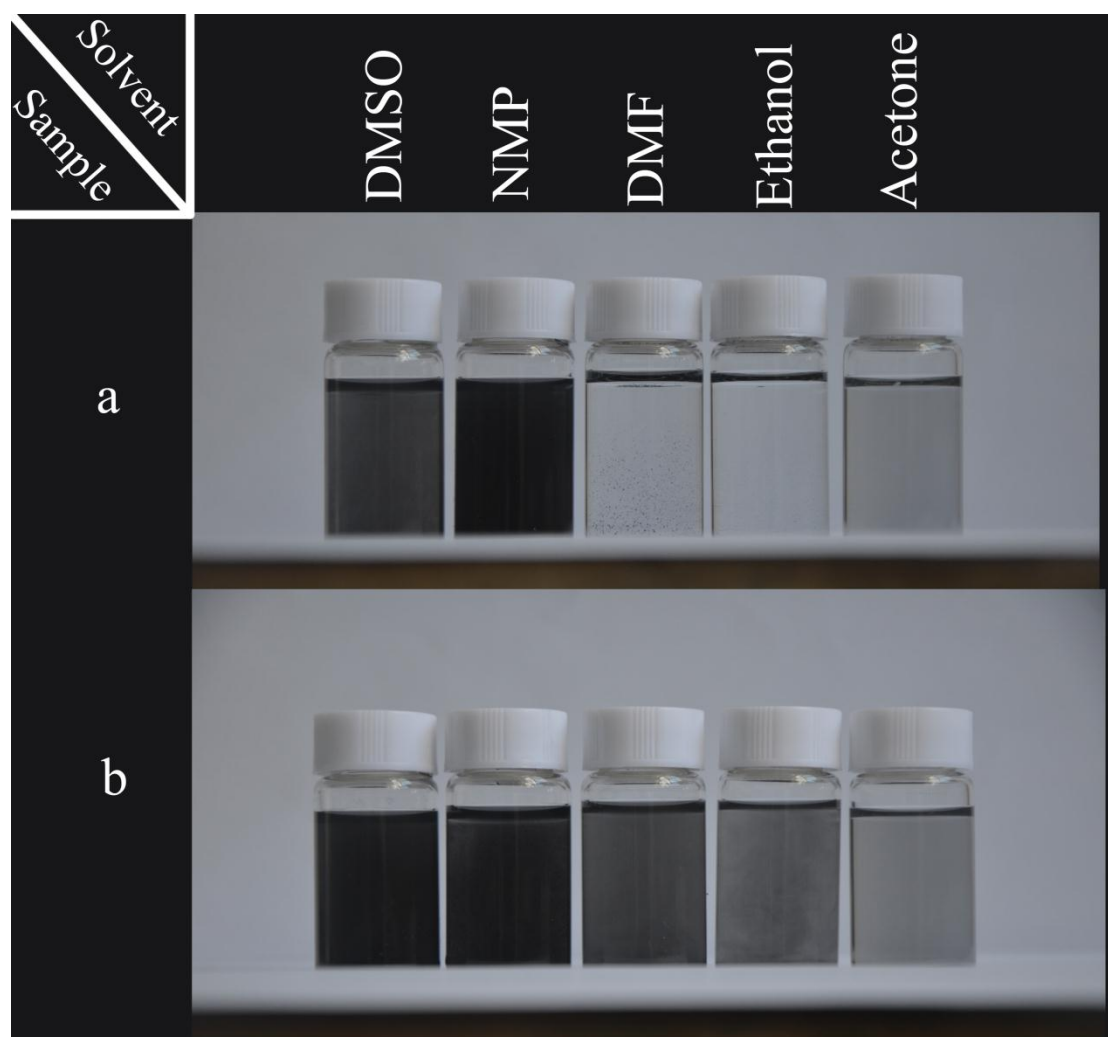 Solvent
Sample
DMSO
NMP
DMF
Ethanol
Acetone
a
b